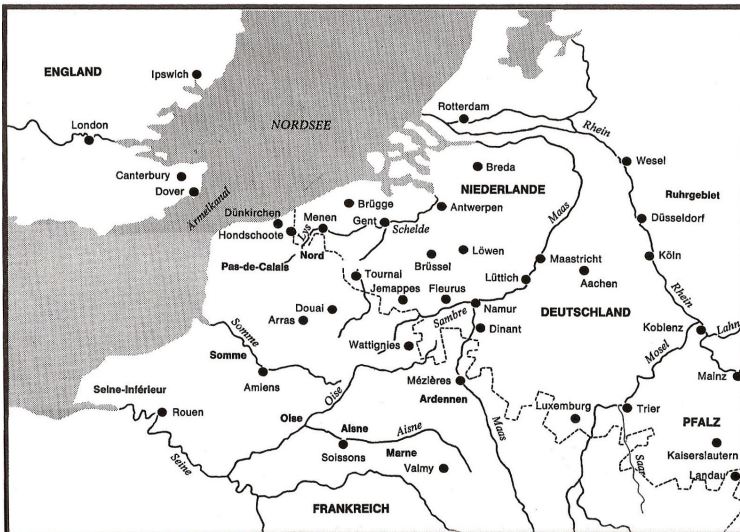 ENGLAND
Ipswich
London
NORDSEE
Canterbury
Dover
Ärmelkanal
Rotterdam
Rhein
Wesel
Breda
NIEDERLANDE
Ruhrgebiet
Brügge
Dünkirchen
Menen
Gent
Antwerpen
Maas
Düsseldorf
Hondschoote
Lys
Schelde
Nord
Pas-de-Calais
Löwen
Brüssel
Maastricht
Köln
Tournai
Lüttich
Aachen
Jemappes
Fleurus
Rhein
Douai
Arras
Sambre
Namur
DEUTSCHLAND
Dinant
Koblenz
Lahn
Somme
Wattignies
Mosel
Somme
Amiens
Mézières
Mainz
Seine-Inférieur
Oise
Ardennen
Luxemburg
Trier
Rouen
Oise
Aisne
Aisne
Maas
PFALZ
Soissons
Marne
Kaiserslautern
Seine
Valmy
Saar
Landau
FRANKREICH